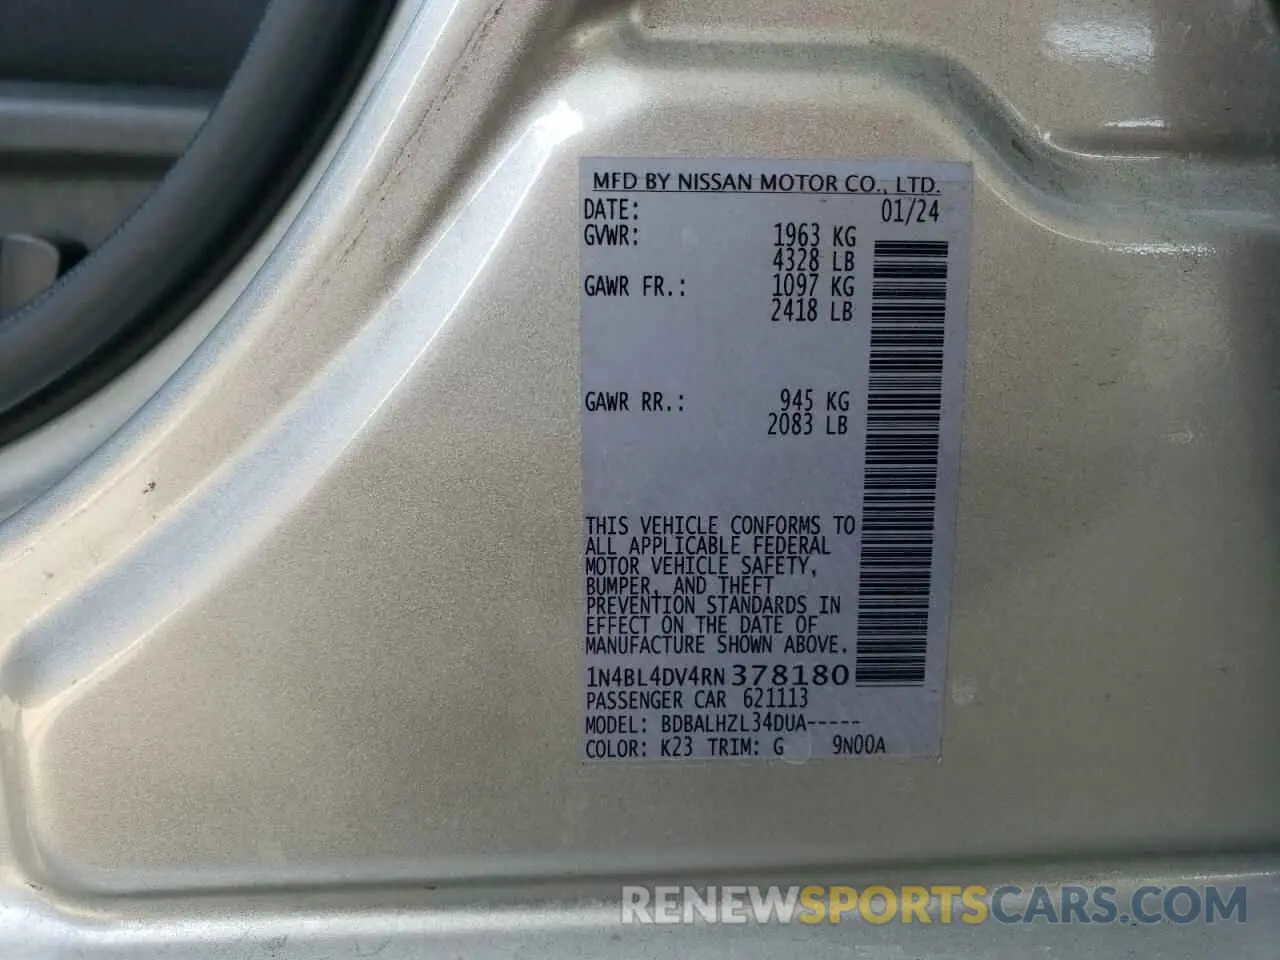 MFD BY NISSAN MOTOR CO., LTD.
DATE: 01/24
GVWR: 1963 KG
4328 LB
GAWR FR.: 1097 KG
2418 LB
GAWR RR.: 945 KG
2083 LB
THIS VEHICLE CONFORMS TO
ALL APPLICABLE FEDERAL
MOTOR VEHICLE SAFETY,
BUMPER, AND THEFT
PREVENTION STANDARDS IN
EFFECT ON THE DATE OF
MANUFACTURE SHOWN ABOVE.
1N4BL4DV4RN378180
PASSENGER CAR 621113
MODEL: BDBALHZL34DUA-----
COLOR: K23 TRIM: G 9N00A
RENEWSPORTSCARS.COM